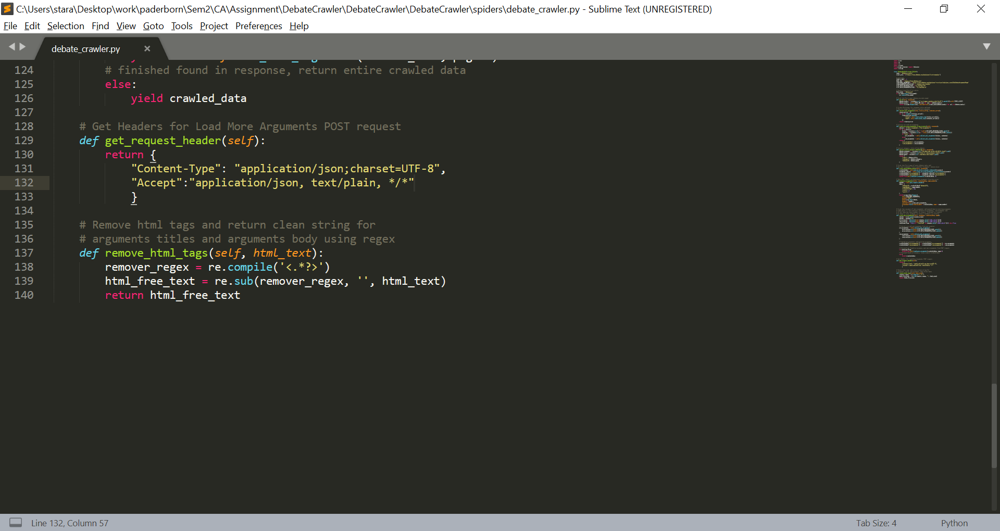 C:\Users\stara\Desktop\work\paderborn\Sem2\CA\Assignment\DebateCrawler\DebateCrawler\DebateCrawler\spiders\debate_crawler.py - Sublime Text (UNREGISTERED)
File Edit Selection Find View Goto Tools Project Preferences Help
debate_crawler.py
124 # finished found in response, return entire crawled data
125 else:
126 yield crawled_data
127
128 # Get Headers for Load More Arguments POST request
129 def get_request_header(self):
130 return {
131 "Content-Type": "application/json;charset=UTF-8",
132 "Accept":"application/json, text/plain, */*"
133 }
134
135 # Remove html tags and return clean string for
136 # arguments titles and arguments body using regex
137 def remove_html_tags(self, html_text):
138 remover_regex = re.compile('<.*?>')
139 html_free_text = re.sub(remover_regex, '', html_text)
140 return html_free_text
Line 132, Column 57
Tab Size: 4
Python